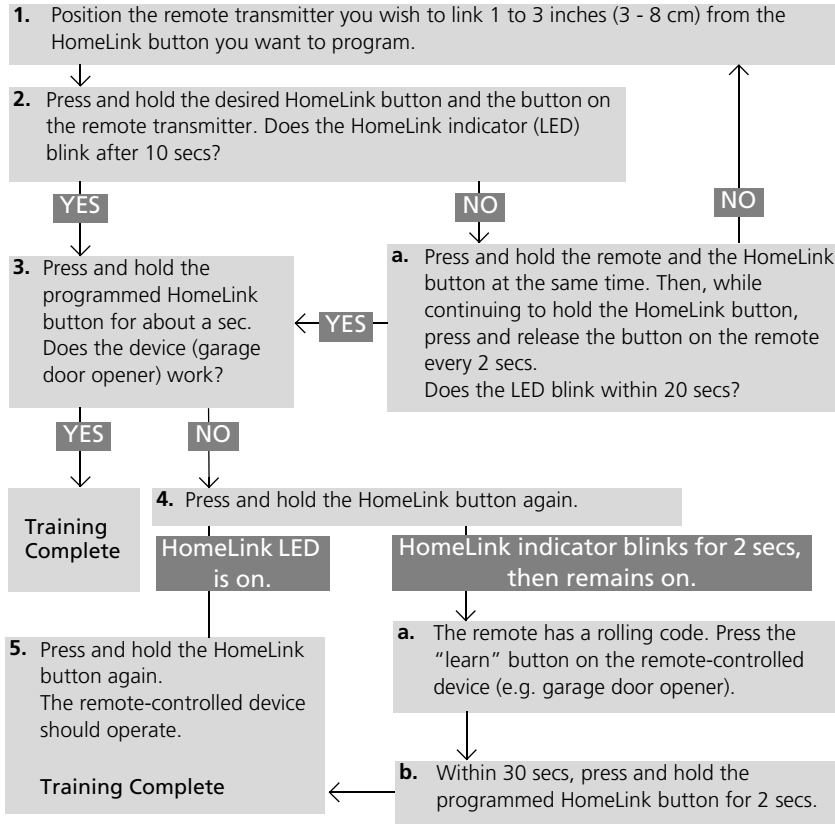 1. Position the remote transmitter you wish to link 1 to 3 inches (3 - 8 cm) from the
HomeLink button you want to program.
2. Press and hold the desired HomeLink button and the button on
the remote transmitter. Does the HomeLink indicator (LED)
blink after 10 secs?
YES
NO
NO
3. Press and hold the
programmed HomeLink
button for about a sec.
Does the device (garage
door opener) work?
YES
a. Press and hold the remote and the HomeLink
button at the same time. Then, while
continuing to hold the HomeLink button,
press and release the button on the remote
every 2 secs.
Does the LED blink within 20 secs?
YES
NO
Training
Complete
4. Press and hold the HomeLink button again.
HomeLink LED
is on.
HomeLink indicator blinks for 2 secs,
then remains on.
a. The remote has a rolling code. Press the
“learn” button on the remote-controlled
device (e.g. garage door opener).
5. Press and hold the HomeLink
button again.
The remote-controlled device
should operate.
Training Complete
b. Within 30 secs, press and hold the
programmed HomeLink button for 2 secs.